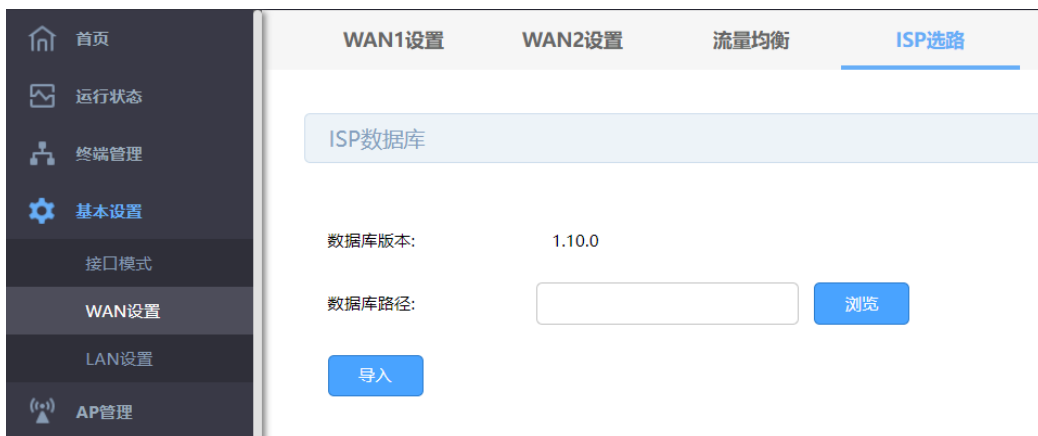 首页
运行状态
终端管理
基本设置
接口模式
WAN设置
LAN设置
AP管理
WAN1设置 WAN2设置 流量均衡 ISP选路
ISP数据库
数据库版本: 1.10.0
数据库路径: 浏览
导入